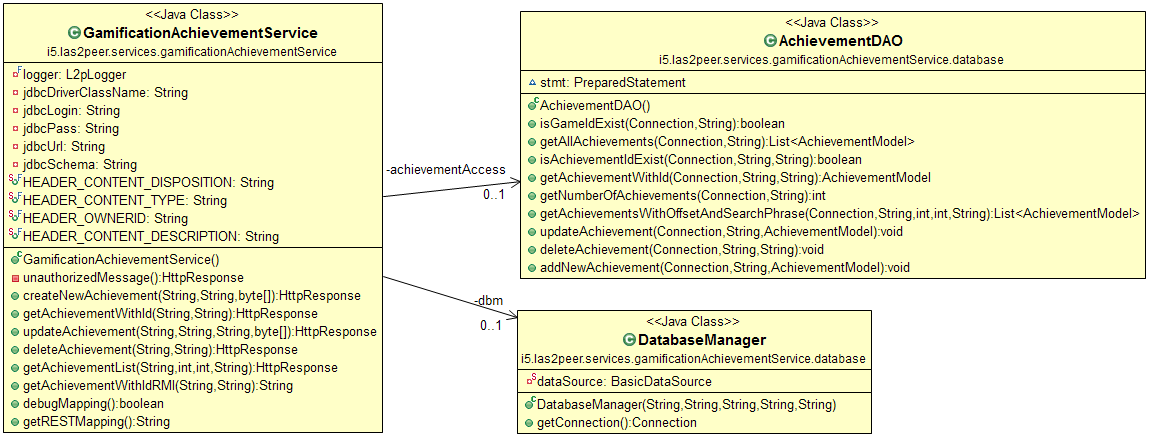 <<Java Class>>
GamificationAchievementService
i5.las2peer.services.gamificationAchievementService
logger: L2pLogger
jdbcDriverClassName: String
jdbcLogin: String
jdbcPass: String
jdbcUrl: String
jdbcSchema: String
HEADER_CONTENT_DISPOSITION: String
HEADER_CONTENT_TYPE: String
HEADER_OWNERID: String
HEADER_CONTENT_DESCRIPTION: String
GamificationAchievementService()
unauthorizedMessage():HttpResponse
createNewAchievement(String,String,byte[]):HttpResponse
getAchievementWithId(String,String):HttpResponse
updateAchievement(String,String,String,byte[]):HttpResponse
deleteAchievement(String,String):HttpResponse
getAchievementList(String,int,int,String):HttpResponse
getAchievementWithIdRMI(String,String):String
debugMapping():boolean
getRESTMapping():String
-achievementAccess
0..1
-dbm
0..1
<<Java Class>>
AchievementDAO
i5.las2peer.services.gamificationAchievementService.database
stmt: PreparedStatement
AchievementDAO()
isGameIdExist(Connection,String):boolean
getAllAchievements(Connection,String):List<AchievementModel>
isAchievementIdExist(Connection,String,String):boolean
getAchievementWithId(Connection,String,String):AchievementModel
getNumberOfAchievements(Connection,String):int
getAchievementsWithOffsetAndSearchPhrase(Connection,String,int,int,String):List<AchievementModel>
updateAchievement(Connection,String,AchievementModel):void
deleteAchievement(Connection,String,String):void
addNewAchievement(Connection,String,AchievementModel):void
<<Java Class>>
DatabaseManager
i5.las2peer.services.gamificationAchievementService.database
dataSource: BasicDataSource
DatabaseManager(String,String,String,String,String)
getConnection():Connection